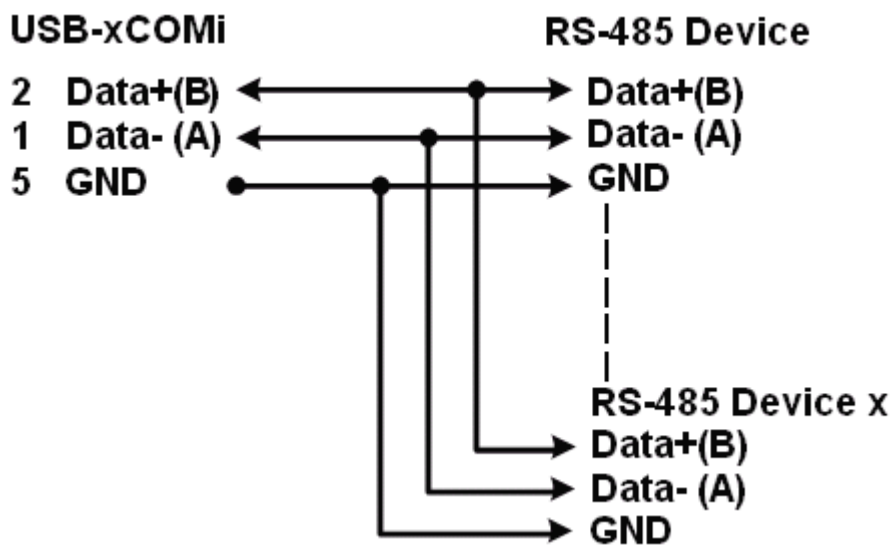 USB-xCOMi RS-485 Device
2 Data+(B) Data+(B)
1 Data- (A) Data- (A)
5 GND GND
RS-485 Device x
Data+(B)
Data- (A)
GND